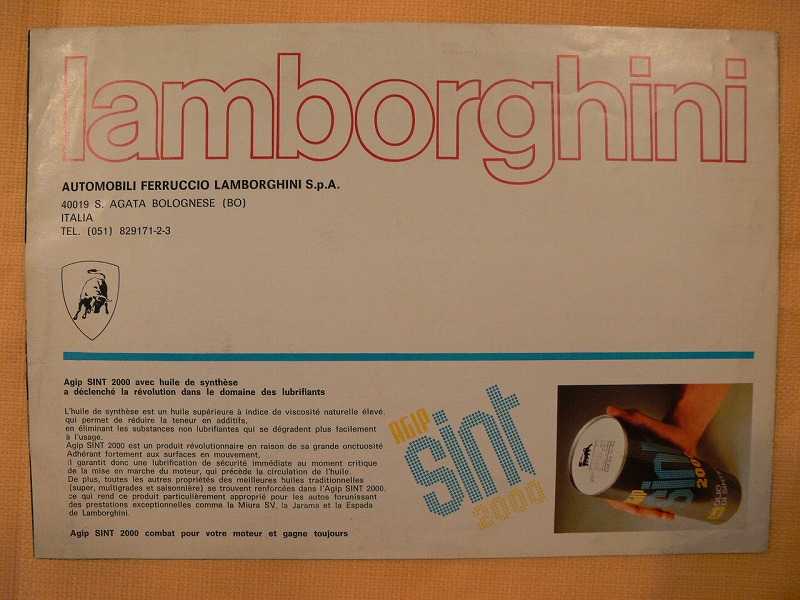 lamborghini
AUTOMOBILI FERRUCCIO LAMBORGHINI S.p.A.
40019 S. AGATA BOLOGNESE (BO)
ITALIA
TEL. (051) 829171-2-3
Agip SINT 2000 avec huile de synthèse
a déclenché la révolution dans le domaine des lubrifiants
L'huile de synthèse est un huile supérieure à indice de viscosité naturelle élevé,
qui permet de réduire la teneur en additifs,
en éliminant les substances non lubrifiantes qui se dégradent plus facilement
à l'usage.
Agip SINT 2000 est un produit révolutionnaire en raison de sa grande onctuosité
Adhérant fortement aux surfaces en mouvement,
il garantit donc une lubrification de sécurité immédiate au moment critique
de la mise en marche du moteur, qui précède la circulation de l'huile.
De plus, toutes les autres propriétés des meilleures huiles traditionnelles
(super, multigrades et saisonnière) se trouvent renforcées dans l'Agip SINT 2000,
ce qui rend ce produit particulièrement approprié pour les autos forunissant
des prestations exceptionnelles comme la Miura SV, la Jarama et la Espada
de Lamborghini.
Agip SINT 2000 combat pour votre moteur et gagne toujours
AGIP
sint
2000
sint
200